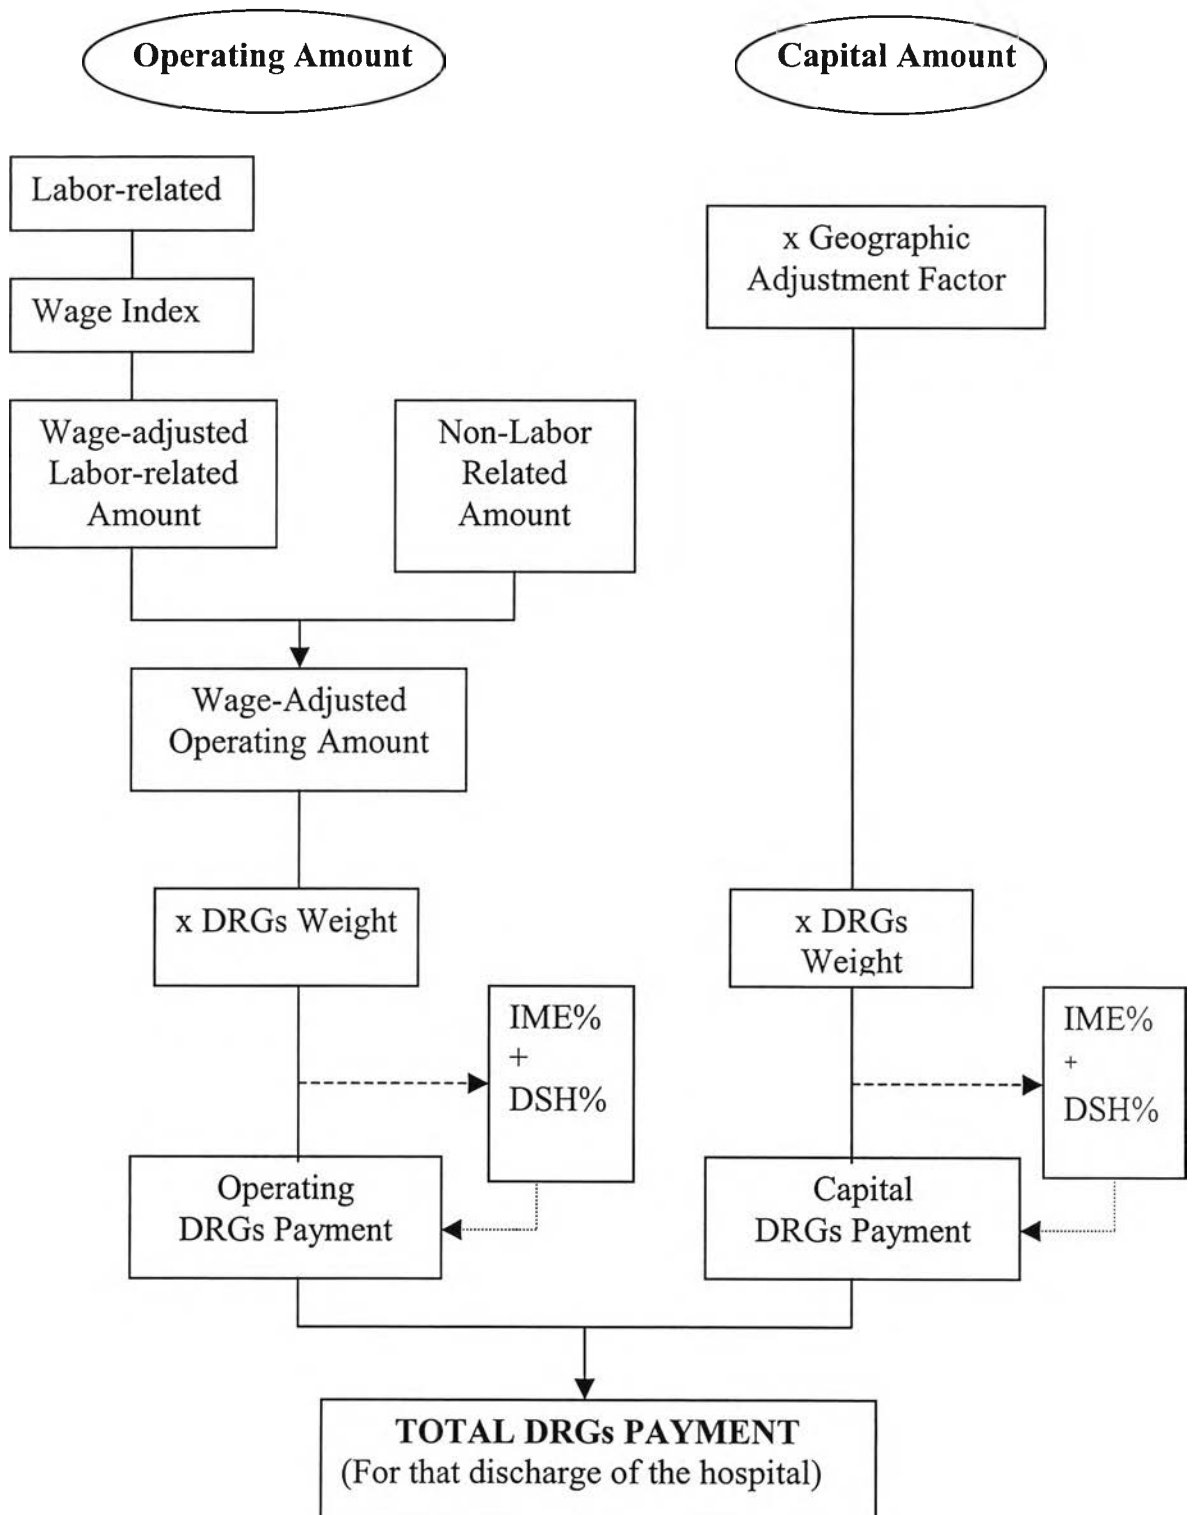 Operating Amount
Capital Amount
Labor-related
x Geographic
Adjustment Factor
Wage Index
Wage-adjusted
Labor-related
Amount
Non-Labor
Related
Amount
Wage-Adjusted
Operating Amount
x DRGs Weight
x DRGs
Weight
IME%
+
DSH%
IME%
+
DSH%
Operating
DRGs Payment
Capital
DRGs Payment
TOTAL DRGs PAYMENT
(For that discharge of the hospital)